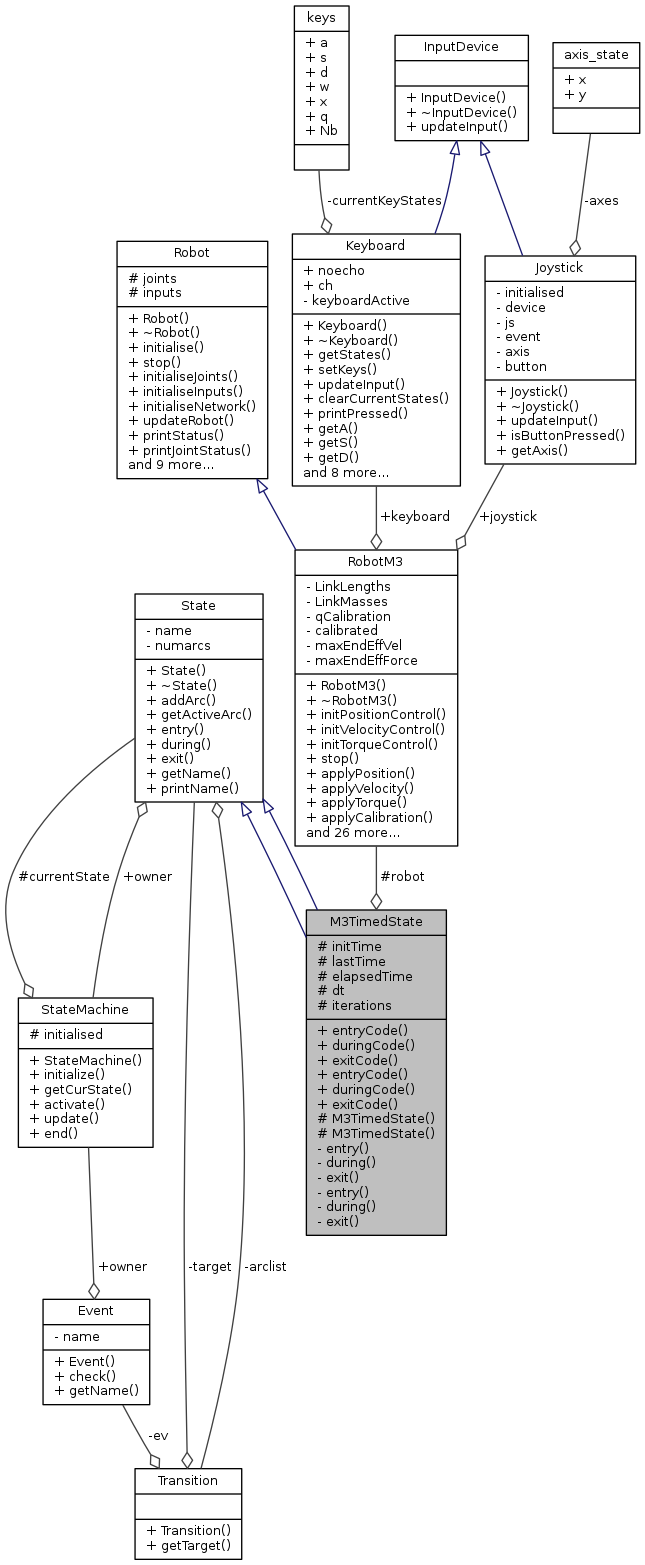 keys
+ a
+ s
+ d
+ w
+ x
+ q
+ Nb
InputDevice
+ InputDevice()
+ ~InputDevice()
+ updateInput()
axis_state
+ x
+ y
-currentKeyStates
-axes
Robot
# joints
# inputs
+ Robot()
+ ~Robot()
+ initialise()
+ stop()
+ initialiseJoints()
+ initialiseInputs()
+ initialiseNetwork()
+ updateRobot()
+ printStatus()
+ printJointStatus()
and 9 more...
Keyboard
+ noecho
+ ch
- keyboardActive
+ Keyboard()
+ ~Keyboard()
+ getStates()
+ setKeys()
+ updateInput()
+ clearCurrentStates()
+ printPressed()
+ getA()
+ getS()
+ getD()
and 8 more...
Joystick
- initialised
- device
- js
- event
- axis
- button
+ Joystick()
+ ~Joystick()
+ updateInput()
+ isButtonPressed()
+ getAxis()
+keyboard
+joystick
RobotM3
- LinkLengths
- LinkMasses
- qCalibration
- calibrated
- maxEndEffVel
- maxEndEffForce
+ RobotM3()
+ ~RobotM3()
+ initPositionControl()
+ initVelocityControl()
+ initTorqueControl()
+ stop()
+ applyPosition()
+ applyVelocity()
+ applyTorque()
+ applyCalibration()
and 26 more...
State
- name
- numarcs
+ State()
+ ~State()
+ addArc()
+ getActiveArc()
+ entry()
+ during()
+ exit()
+ getName()
+ printName()
#currentState
+owner
#robot
M3TimedState
# initTime
# lastTime
# elapsedTime
# dt
# iterations
+ entryCode()
+ duringCode()
+ exitCode()
+ entryCode()
+ duringCode()
+ exitCode()
# M3TimedState()
# M3TimedState()
- entry()
- during()
- exit()
- entry()
- during()
- exit()
StateMachine
# initialised
+ StateMachine()
+ initialize()
+ getCurState()
+ activate()
+ update()
+ end()
+owner
-target
-arclist
Event
- name
+ Event()
+ check()
+ getName()
-ev
Transition
+ Transition()
+ getTarget()